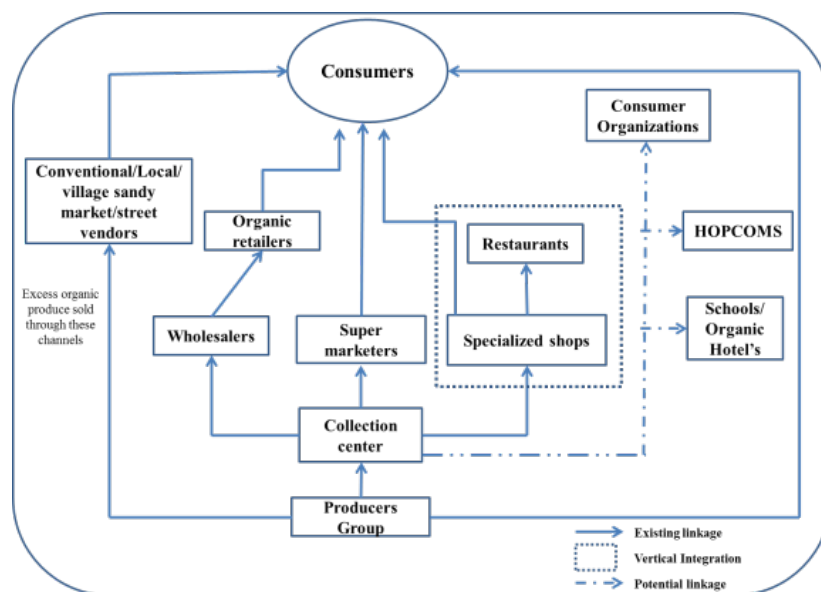 Consumers
Consumer
Organizations
Conventional/Local/
village sandy
market/street
vendors
Organic
retailers
Restaurants
HOPCOMS
Excess organic
produce sold
through these
channels
Wholesalers
Super
marketers
Specialized shops
Schools/
Organic
Hotel's
Collection
center
Producers
Group
Existing linkage
Vertical Integration
Potential linkage